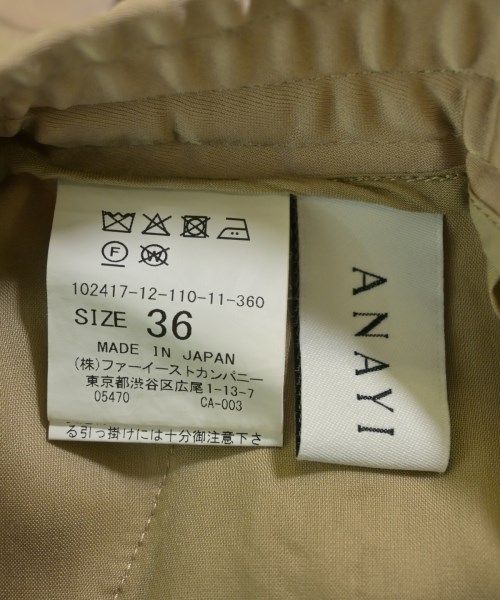 F
W
102417-12-110-11-360
SIZE 36
MADE IN JAPAN
(株)ファーイーストカンパニー
東京都渋谷区広尾1-13-7
05470 CA-003
る引っ掛けには十分御注意下さ
ANAYI